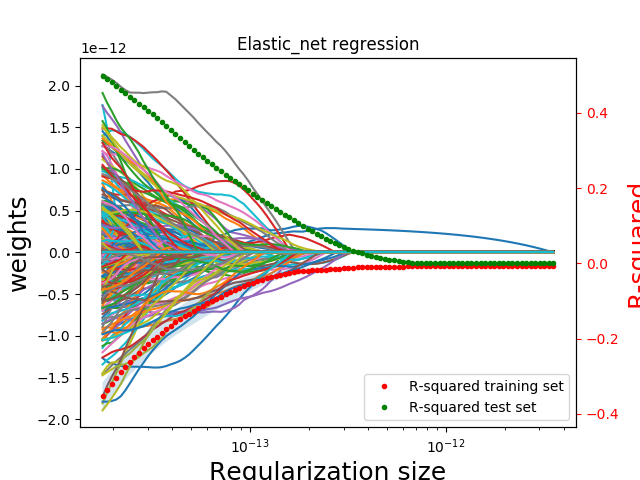 Elastic_net regression
1e−12
2.0
1.5
1.0
0.5
0.0
−0.5
−1.0
−1.5
−2.0
weights
0.4
0.2
0.0
−0.2
−0.4
R-squared
R-squared training set
R-squared test set
10−13
10−12
Regularization size